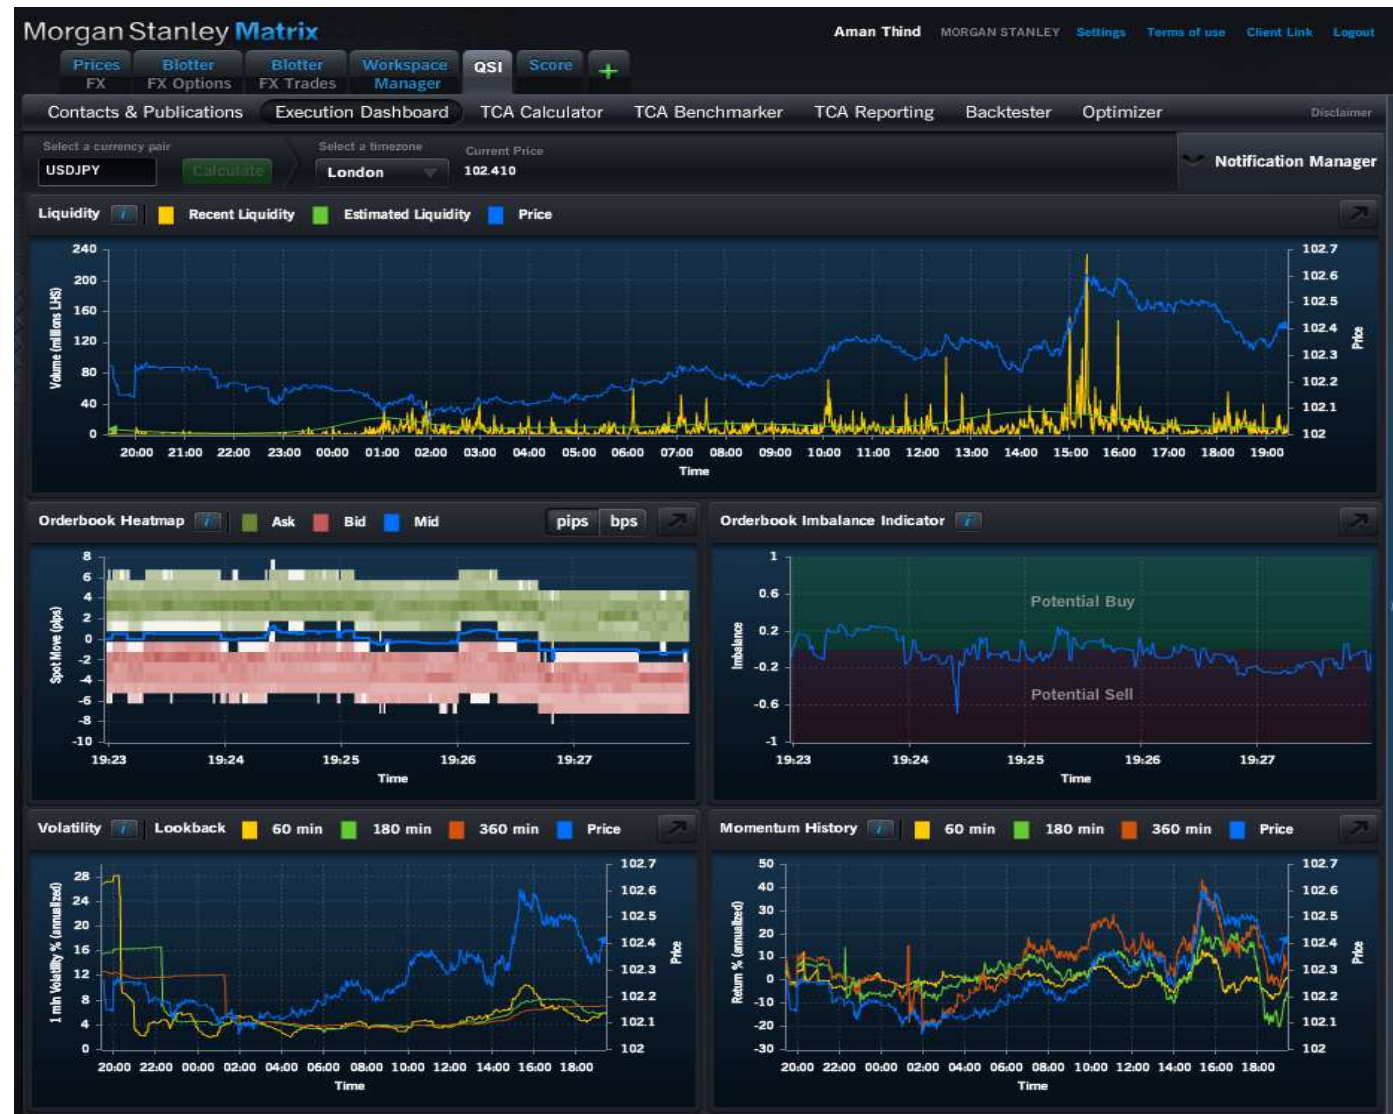 Morgan Stanley Matrix
Aman Thind MORGAN STANLEY Settings Terms of use Client Link Logout
Prices FX
Blotter FX Options
Blotter FX Trades
Workspace Manager
QSI
Score
+
Contacts & Publications Execution Dashboard TCA Calculator TCA Benchmarker TCA Reporting Backtester Optimizer Disclaimer
Select a currency pair
USDJPY
Calculate
Select a timezone
London
Current Price
102.410
Notification Manager
Liquidity i Recent Liquidity Estimated Liquidity Price
Volume (millions LHS)
240
200
160
120
80
40
0
102.7
102.6
102.5
102.4
102.3
102.2
102.1
102
Price
20:00 21:00 22:00 23:00 00:00 01:00 02:00 03:00 04:00 05:00 06:00 07:00 08:00 09:00 10:00 11:00 12:00 13:00 14:00 15:00 16:00 17:00 18:00 19:00
Time
Orderbook Heatmap i Ask Bid Mid pips bps
Spot Move (pips)
8
6
4
2
0
-2
-4
-6
-8
-10
19:23 19:24 19:25 19:26 19:27
Time
Orderbook Imbalance Indicator i
Imbalance
1
0.6
0.2
-0.2
-0.6
-1
Potential Buy
Potential Sell
19:23 19:24 19:25 19:26 19:27
Time
Volatility i Lookback 60 min 180 min 360 min Price
1 min Volatility % (annualized)
28
24
20
16
12
8
4
0
102.7
102.6
102.5
102.4
102.3
102.2
102.1
102
Price
20:00 22:00 00:00 02:00 04:00 06:00 08:00 10:00 12:00 14:00 16:00 18:00
Time
Momentum History i 60 min 180 min 360 min Price
Return % (annualized)
50
40
30
20
10
0
-10
-20
-30
102.7
102.6
102.5
102.4
102.3
102.2
102.1
102
Price
20:00 22:00 00:00 02:00 04:00 06:00 08:00 10:00 12:00 14:00 16:00 18:00
Time